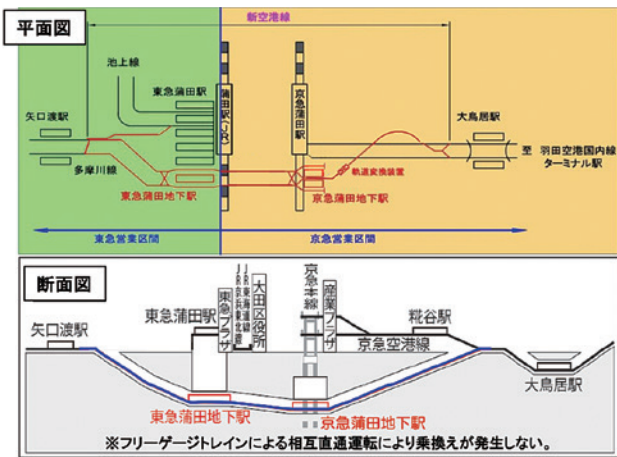 平面図
新空港線
池上線
東急蒲田駅
矢口渡駅
蒲田駅(JR)
京急蒲田駅
大鳥居駅
至 羽田空港国内線
ターミナル駅
多摩川線
軌道変換装置
東急蒲田地下駅
京急蒲田地下駅
東急営業区間
京急営業区間
断面図
矢口渡駅
東急蒲田駅
東急プラザ
JR東海道線
JR京浜東北線
大田区役所
京急本線
産業プラザ
糀谷駅
京急空港線
大鳥居駅
東急蒲田地下駅
京急蒲田地下駅
※フリーゲージトレインによる相互直通運転により乗換えが発生しない。